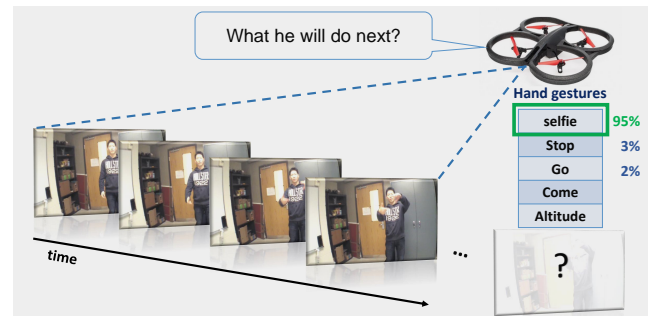 What he will do next?
Hand gestures
selfie 95%
Stop 3%
Go 2%
Come
Altitude
time
...
?